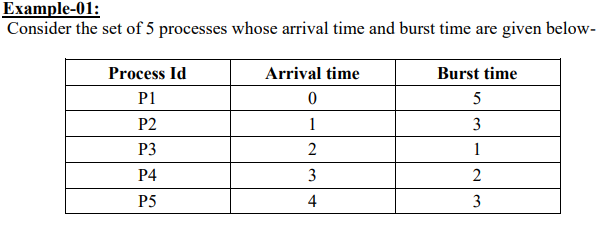 Example-01:
Consider the set of 5 processes whose arrival time and burst time are given below-
Process Id Arrival time Burst time
P1 0 5
P2 1 3
P3 2 1
P4 3 2
P5 4 3